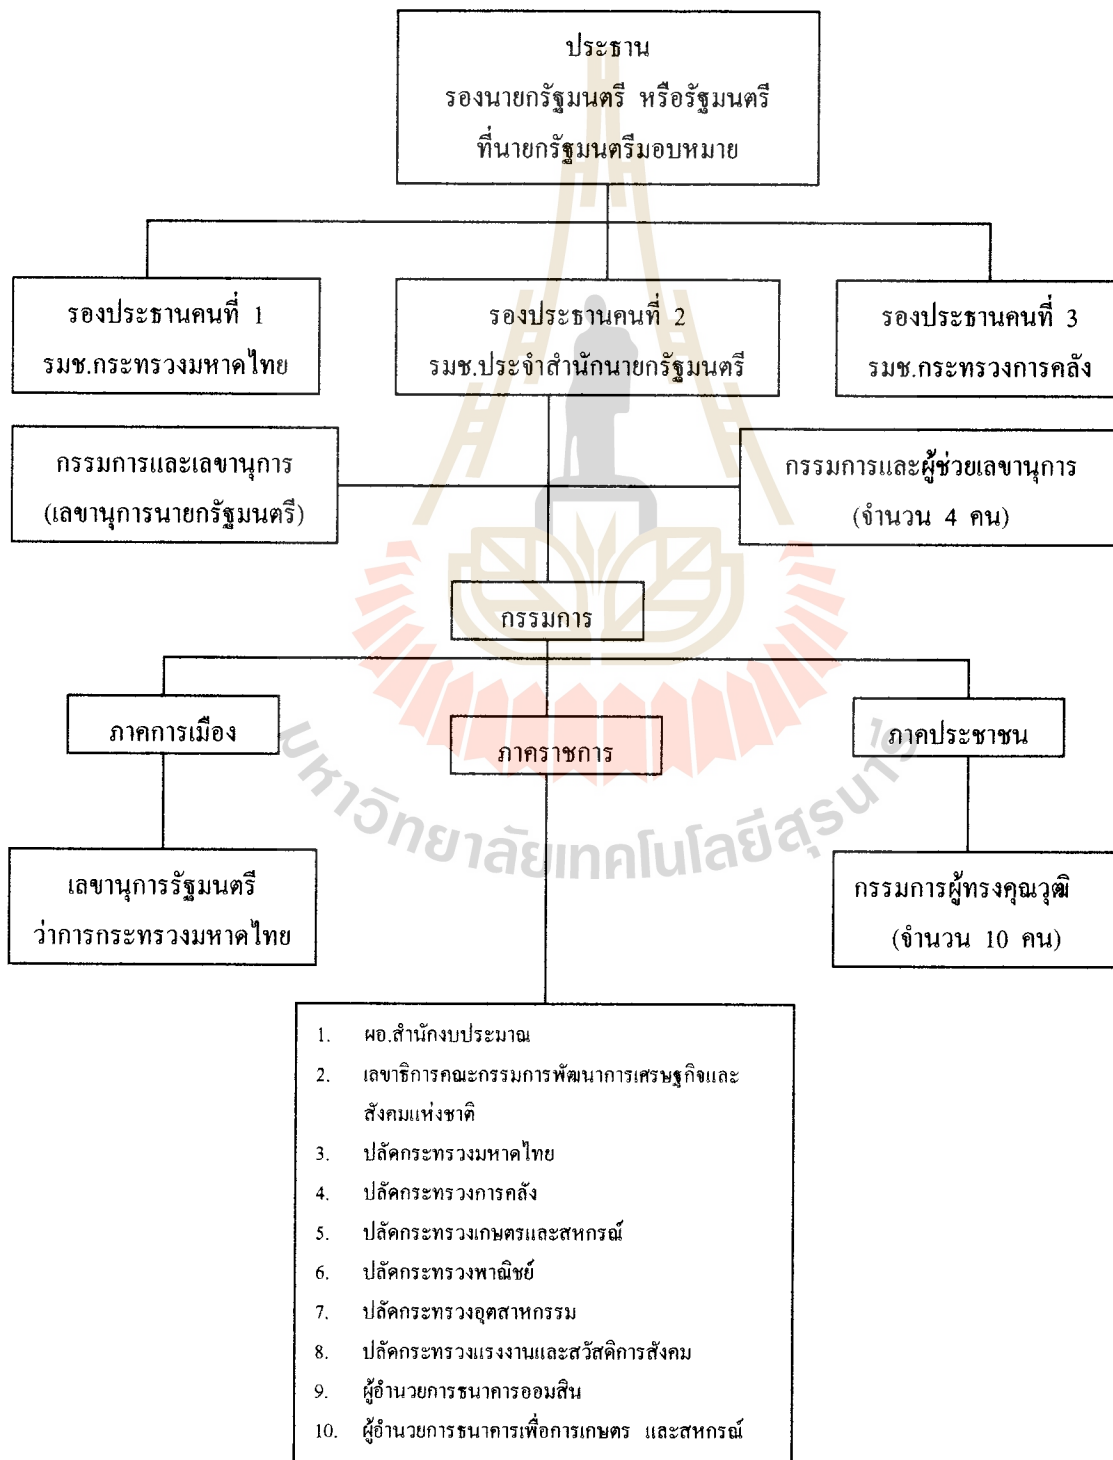 ประธาน
รองนายกรัฐมนตรี หรือรัฐมนตรี
ที่นายกรัฐมนตรีมอบหมาย
รองประธานคนที่ 1
รมช.กระทรวงมหาดไทย
รองประธานคนที่ 2
รมช.ประจำสำนักนายกรัฐมนตรี
รองประธานคนที่ 3
รมช.กระทรวงการคลัง
กรรมการและเลขานุการ
(เลขานุการนายกรัฐมนตรี)
กรรมการและผู้ช่วยเลขานุการ
(จำนวน 4 คน)
กรรมการ
ภาคการเมือง
ภาคราชการ
ภาคประชาชน
มหาวิทยาลัยเทคโนโลยีสุรนารี
เลขานุการรัฐมนตรี
ว่าการกระทรวงมหาดไทย
กรรมการผู้ทรงคุณวุฒิ
(จำนวน 10 คน)
1. ผอ.สำนักงบประมาณ
2. เลขาธิการคณะกรรมการพัฒนาการเศรษฐกิจและ
สังคมแห่งชาติ
3. ปลัดกระทรวงมหาดไทย
4. ปลัดกระทรวงการคลัง
5. ปลัดกระทรวงเกษตรและสหกรณ์
6. ปลัดกระทรวงพาณิชย์
7. ปลัดกระทรวงอุตสาหกรรม
8. ปลัดกระทรวงแรงงานและสวัสดิการสังคม
9. ผู้อำนวยการธนาคารออมสิน
10. ผู้อำนวยการธนาคารเพื่อการเกษตร และสหกรณ์